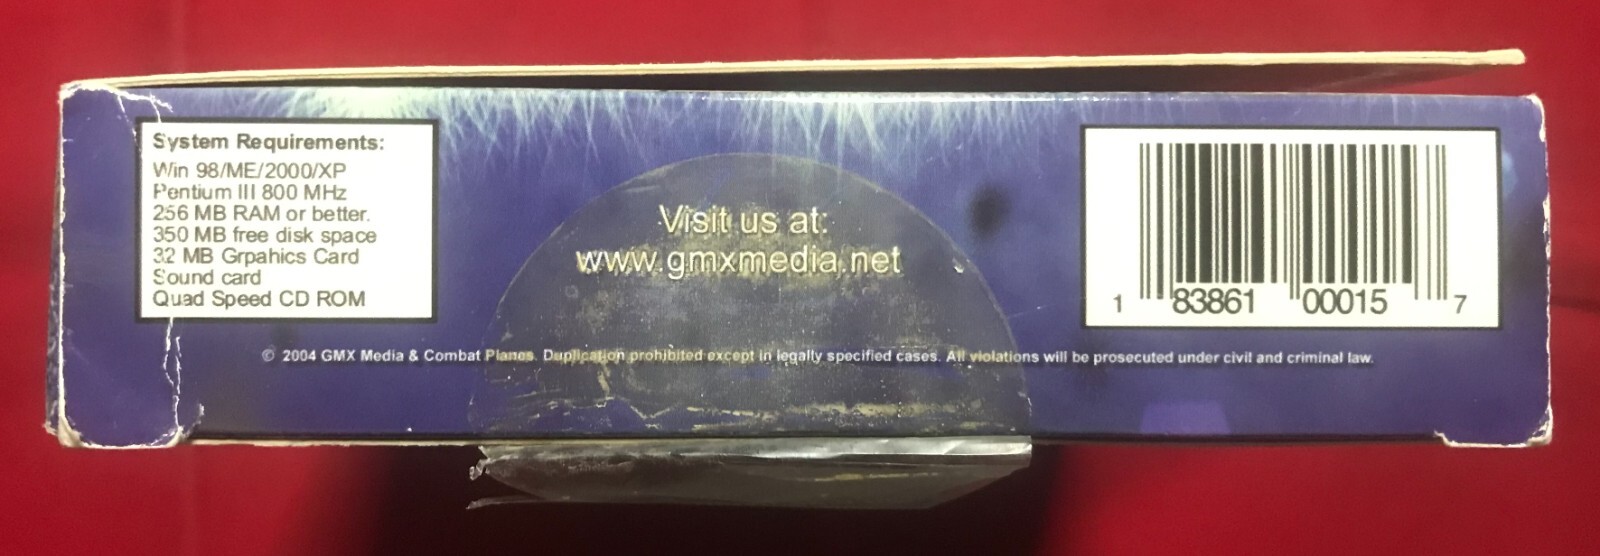 System Requirements:
Win 98/ME/2000/XP
Pentium III 800 MHz
256 MB RAM or better.
350 MB free disk space
32 MB Grpahics Card
Sound card
Quad Speed CD ROM
Visit us at:
www.gmxmedia.net
1 83861 00015 7
© 2004 GMX Media & Combat Planes. Duplication prohibited except in legally specified cases. All violations will be prosecuted under civil and criminal law.